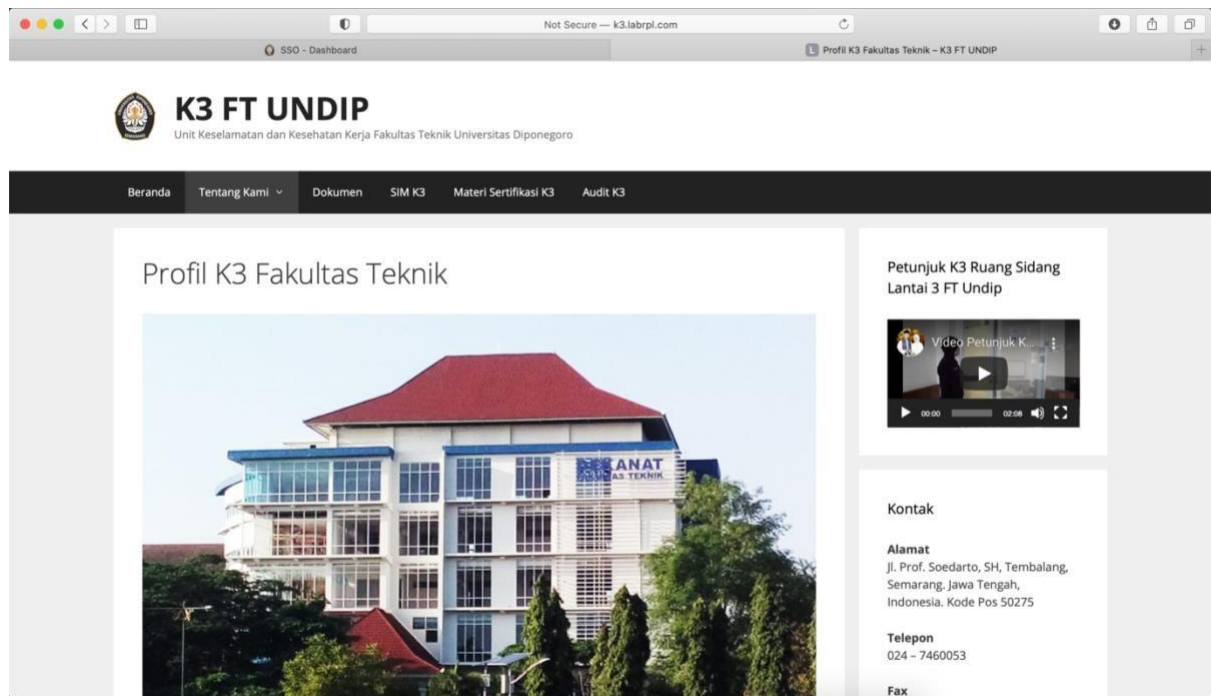 Not Secure — k3.labrpl.com
SSO - Dashboard
Profil K3 Fakultas Teknik – K3 FT UNDIP
K3 FT UNDIP
Unit Keselamatan dan Kesehatan Kerja Fakultas Teknik Universitas Diponegoro
Beranda Tentang Kami Dokumen SIM K3 Materi Sertifikasi K3 Audit K3
Profil K3 Fakultas Teknik
TEKNIK
Petunjuk K3 Ruang Sidang
Lantai 3 FT Undip
Video Petunjuk K...
00:00 02:08
Kontak
Alamat
Jl. Prof. Soedarto, SH, Tembalang,
Semarang. Jawa Tengah,
Indonesia. Kode Pos 50275
Telepon
024 – 7460053
Fax